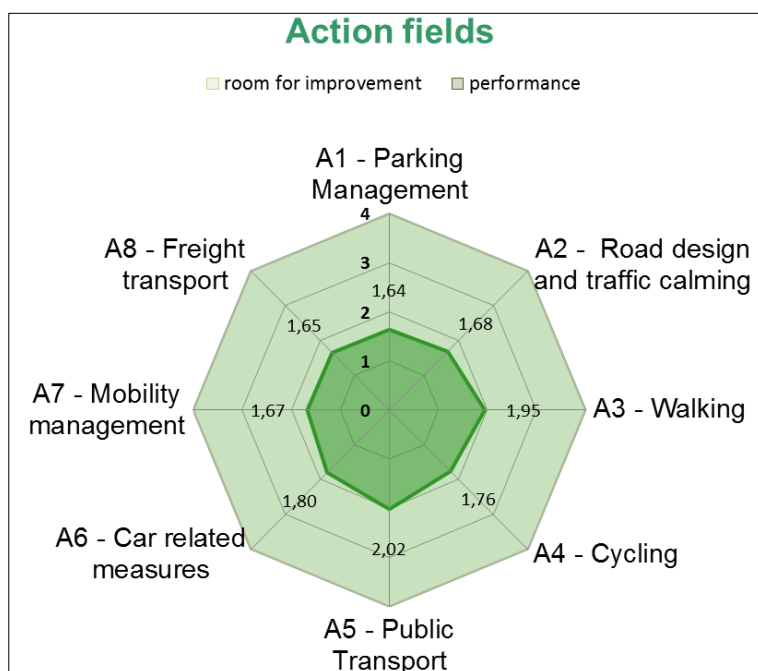 Action fields
room for improvement performance
A1 - Parking
Management
4
A8 - Freight
transport
A2 - Road design
and traffic calming
3
1,64
2
1,65
1,68
1
A7 - Mobility
management
1,67
0
1,95
A3 - Walking
1,80
1,76
A6 - Car related
measures
2,02
A4 - Cycling
A5 - Public
Transport